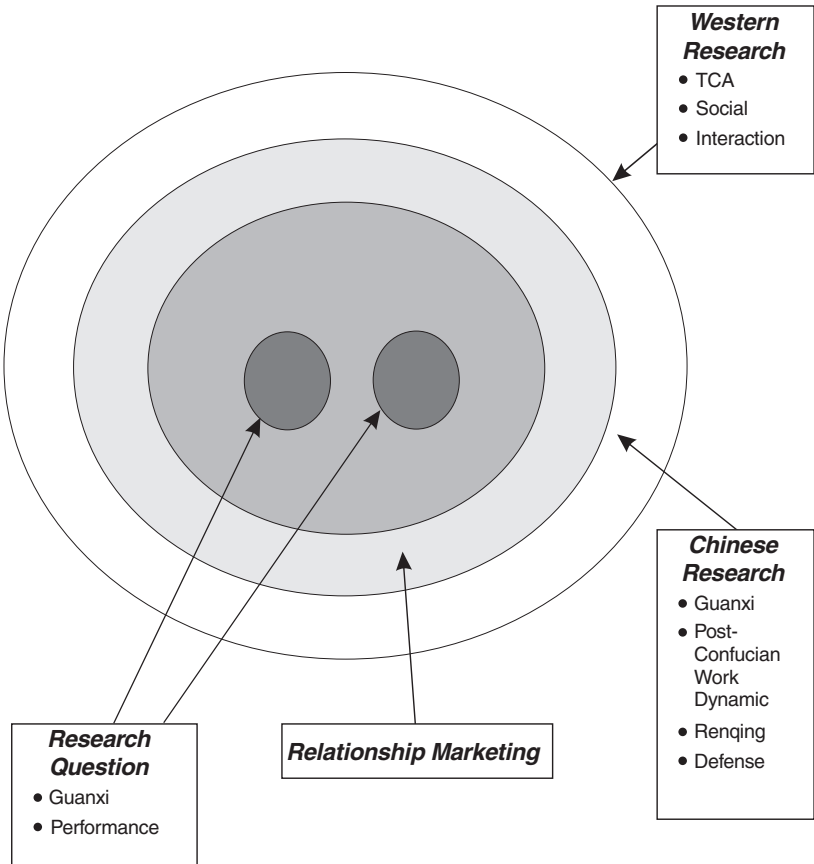 Western
Research
• TCA
• Social
• Interaction
Chinese
Research
• Guanxi
• Post-
Confucian
Work
Dynamic
• Renqing
• Defense
Research
Question
• Guanxi
• Performance
Relationship Marketing